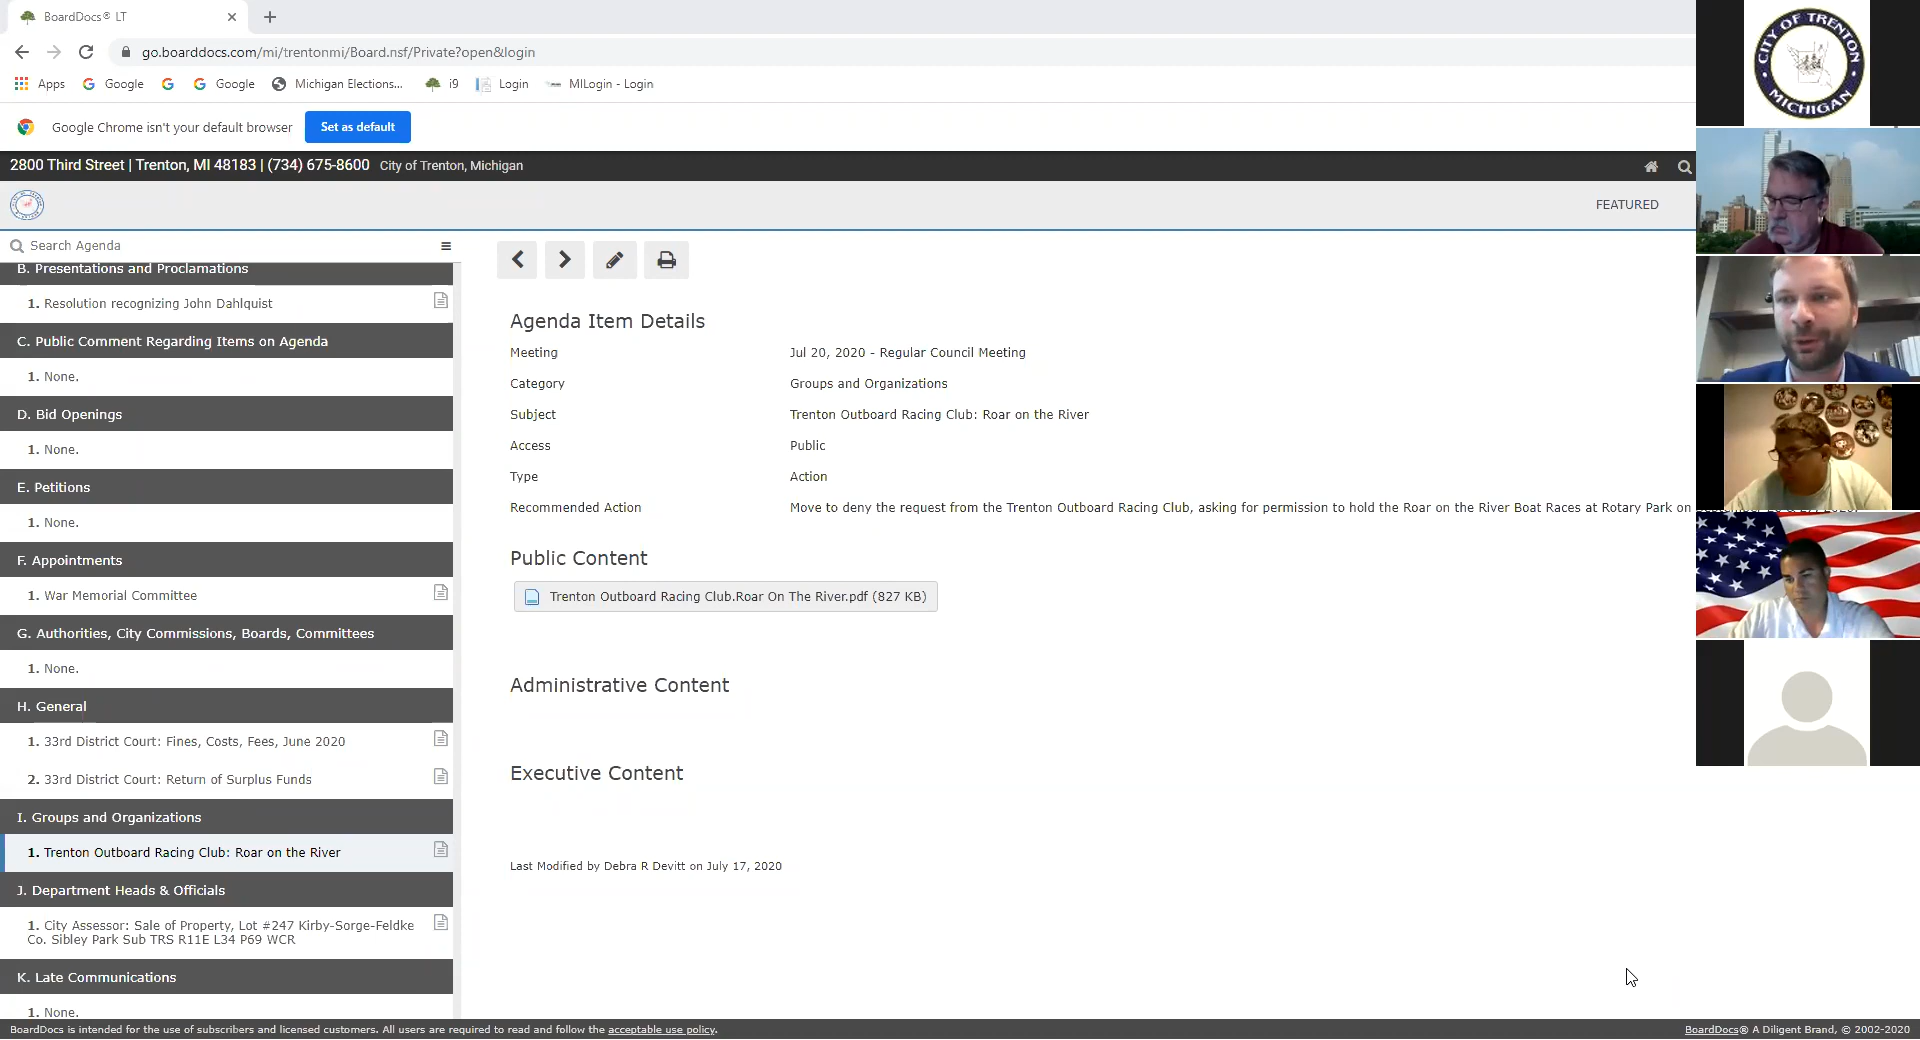 BoardDocs® LT
go.boarddocs.com/mi/trentonmi/Board.nsf/Private?open&login
Apps Google Google Michigan Elections... i9 Login MILogin - Login
Google Chrome isn't your default browser Set as default
2800 Third Street | Trenton, MI 48183 | (734) 675-8600 City of Trenton, Michigan
FEATURED
CITY OF TRENTON
MICHIGAN
Search Agenda
B. Presentations and Proclamations
1. Resolution recognizing John Dahlquist
C. Public Comment Regarding Items on Agenda
1. None.
D. Bid Openings
1. None.
E. Petitions
1. None.
F. Appointments
1. War Memorial Committee
G. Authorities, City Commissions, Boards, Committees
1. None.
H. General
1. 33rd District Court: Fines, Costs, Fees, June 2020
2. 33rd District Court: Return of Surplus Funds
I. Groups and Organizations
1. Trenton Outboard Racing Club: Roar on the River
J. Department Heads & Officials
1. City Assessor: Sale of Property, Lot #247 Kirby-Sorge-Feldke
Co. Sibley Park Sub TRS R11E L34 P69 WCR
K. Late Communications
1. None.
Agenda Item Details
Meeting Jul 20, 2020 - Regular Council Meeting
Category Groups and Organizations
Subject Trenton Outboard Racing Club: Roar on the River
Access Public
Type Action
Recommended Action Move to deny the request from the Trenton Outboard Racing Club, asking for permission to hold the Roar on the River Boat Races at Rotary Park on
Public Content
Trenton Outboard Racing Club.Roar On The River.pdf (827 KB)
Administrative Content
Executive Content
Last Modified by Debra R Devitt on July 17, 2020
BoardDocs is intended for the use of subscribers and licensed customers. All users are required to read and follow the acceptable use policy.
BoardDocs® A Diligent Brand, © 2002-2020